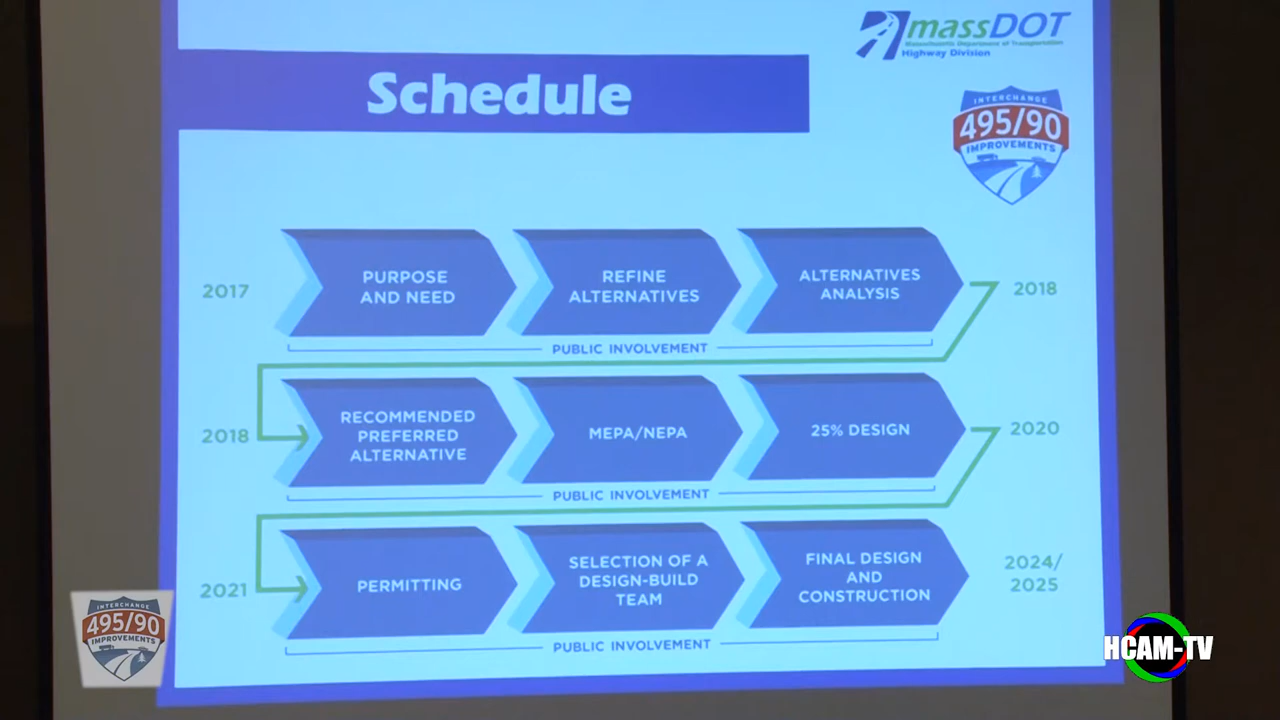 massDOT
Massachusetts Department of Transportation
Highway Division
Schedule
INTERCHANGE
495/90
IMPROVEMENTS
2017
PURPOSE
AND NEED
REFINE
ALTERNATIVES
ALTERNATIVES
ANALYSIS
2018
PUBLIC INVOLVEMENT
2018
RECOMMENDED
PREFERRED
ALTERNATIVE
MEPA/NEPA
25% DESIGN
2020
PUBLIC INVOLVEMENT
2021
PERMITTING
SELECTION OF A
DESIGN-BUILD
TEAM
FINAL DESIGN
AND
CONSTRUCTION
2024/
2025
PUBLIC INVOLVEMENT
INTERCHANGE
495/90
IMPROVEMENTS
HCAM-TV